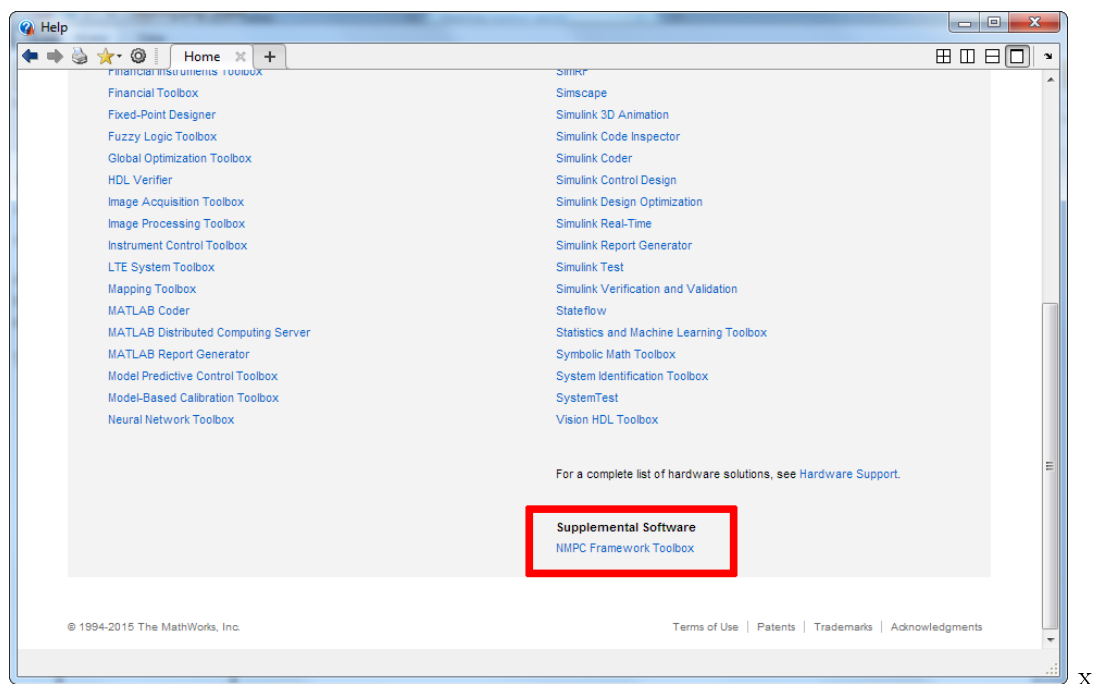 Help
Home
Financial Instruments Toolbox
Financial Toolbox
Fixed-Point Designer
Fuzzy Logic Toolbox
Global Optimization Toolbox
HDL Verifier
Image Acquisition Toolbox
Image Processing Toolbox
Instrument Control Toolbox
LTE System Toolbox
Mapping Toolbox
MATLAB Coder
MATLAB Distributed Computing Server
MATLAB Report Generator
Model Predictive Control Toolbox
Model-Based Calibration Toolbox
Neural Network Toolbox
SimRF
Simscape
Simulink 3D Animation
Simulink Code Inspector
Simulink Coder
Simulink Control Design
Simulink Design Optimization
Simulink Real-Time
Simulink Report Generator
Simulink Test
Simulink Verification and Validation
Stateflow
Statistics and Machine Learning Toolbox
Symbolic Math Toolbox
System Identification Toolbox
SystemTest
Vision HDL Toolbox
For a complete list of hardware solutions, see Hardware Support.
Supplemental Software
NMPC Framework Toolbox
© 1994-2015 The MathWorks, Inc.
Terms of Use | Patents | Trademarks | Acknowledgments
x